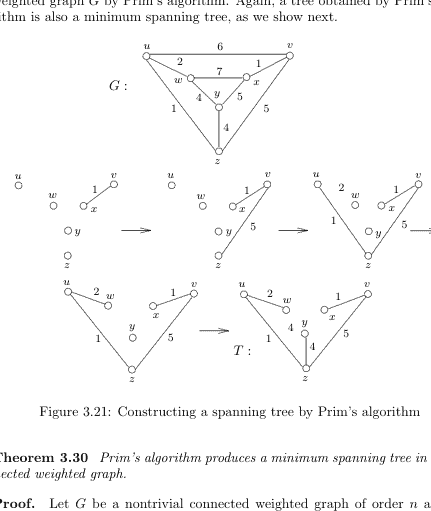 weighted graph G by Prim's algorithm. Again, a tree obtained by Prim's
ithm is also a minimum spanning tree, as we show next.
u 6 v
2 7 1
G : w x
4 y 5
1 5
4
z
u v u v u v
w 1 w 1 2 w 1
x x x
y y 5 1 y 5
z z z
u 2 w 1 v u 2 w 1 v
x x
y 4 y
1 5 1 5
T : 4
z z
Figure 3.21: Constructing a spanning tree by Prim's algorithm
Theorem 3.30 Prim's algorithm produces a minimum spanning tree in
nected weighted graph.
Proof. Let G be a nontrivial connected weighted graph of order n a